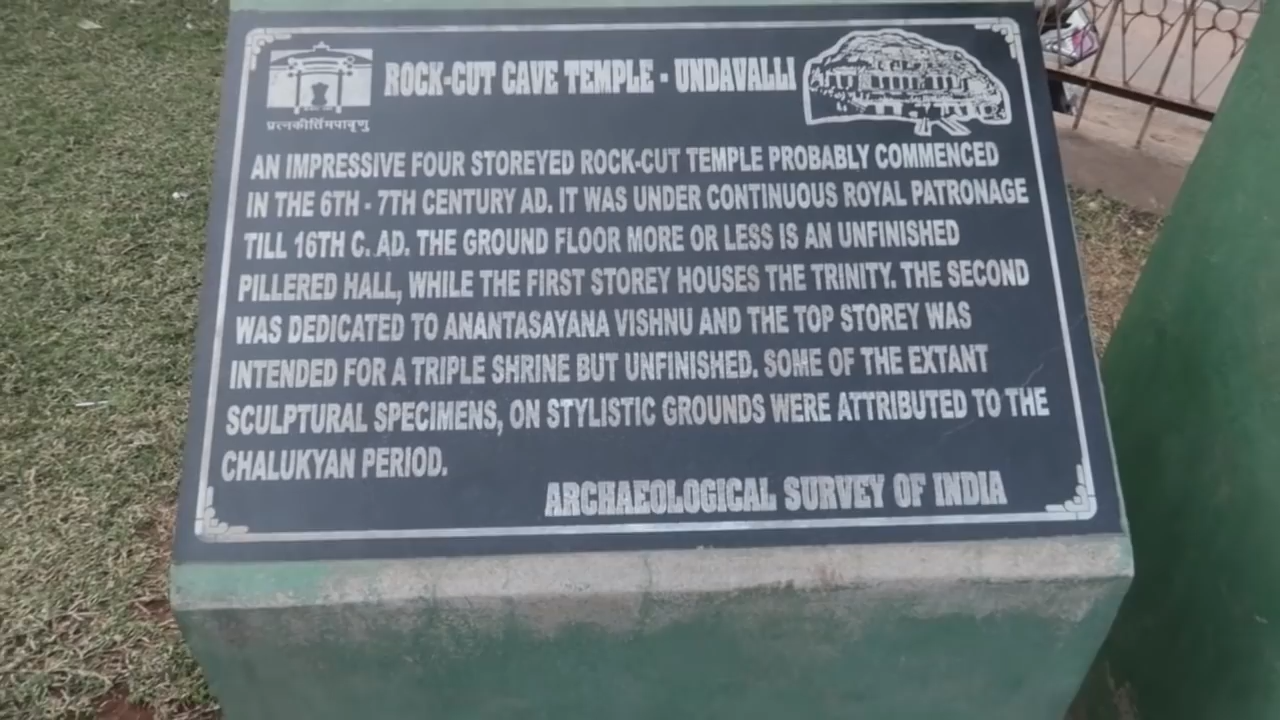 ROCK-CUT CAVE TEMPLE - UNDAVALLI
प्रत्नकीर्तिमपावृणु
AN IMPRESSIVE FOUR STOREYED ROCK-CUT TEMPLE PROBABLY COMMENCED
IN THE 6TH - 7TH CENTURY AD. IT WAS UNDER CONTINUOUS ROYAL PATRONAGE
TILL 16TH C. AD. THE GROUND FLOOR MORE OR LESS IS AN UNFINISHED
PILLERED HALL, WHILE THE FIRST STOREY HOUSES THE TRINITY. THE SECOND
WAS DEDICATED TO ANANTASAYANA VISHNU AND THE TOP STOREY WAS
INTENDED FOR A TRIPLE SHRINE BUT UNFINISHED. SOME OF THE EXTANT
SCULPTURAL SPECIMENS, ON STYLISTIC GROUNDS WERE ATTRIBUTED TO THE
CHALUKYAN PERIOD.
ARCHAEOLOGICAL SURVEY OF INDIA